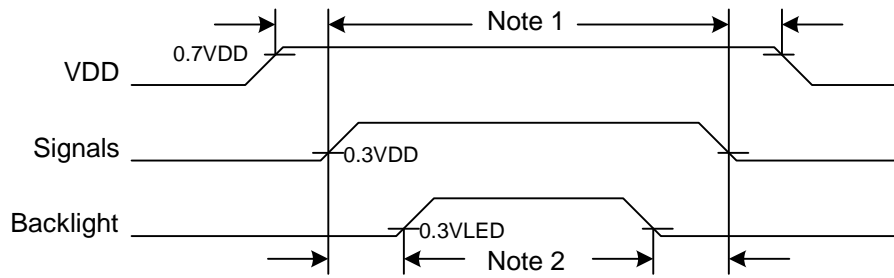 Note 1
0.7VDD
VDD
Signals
0.3VDD
Backlight
0.3VLED
Note 2